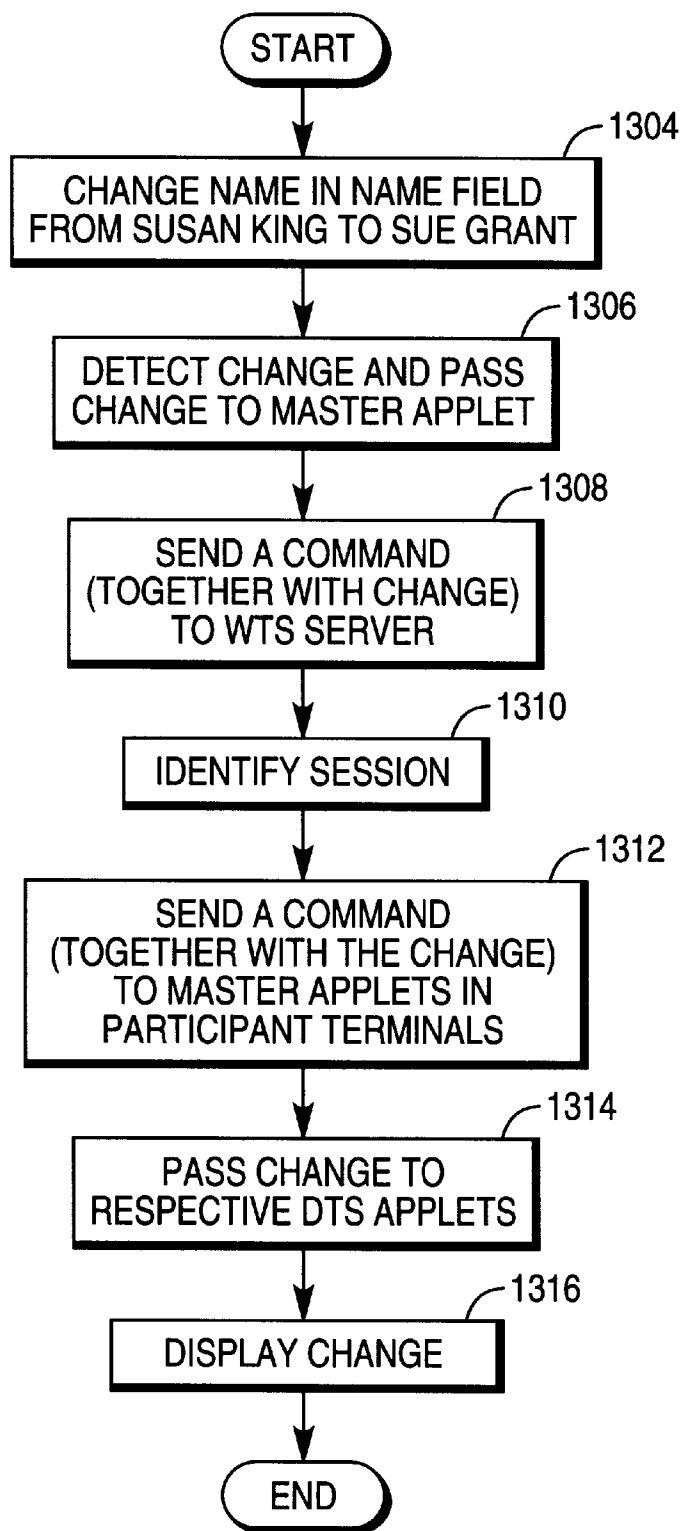 START
1304
CHANGE NAME IN NAME FIELD
FROM SUSAN KING TO SUE GRANT
1306
DETECT CHANGE AND PASS
CHANGE TO MASTER APPLET
1308
SEND A COMMAND
(TOGETHER WITH CHANGE)
TO WTS SERVER
1310
IDENTIFY SESSION
1312
SEND A COMMAND
(TOGETHER WITH THE CHANGE)
TO MASTER APPLETS IN
PARTICIPANT TERMINALS
1314
PASS CHANGE TO
RESPECTIVE DTS APPLETS
1316
DISPLAY CHANGE
END